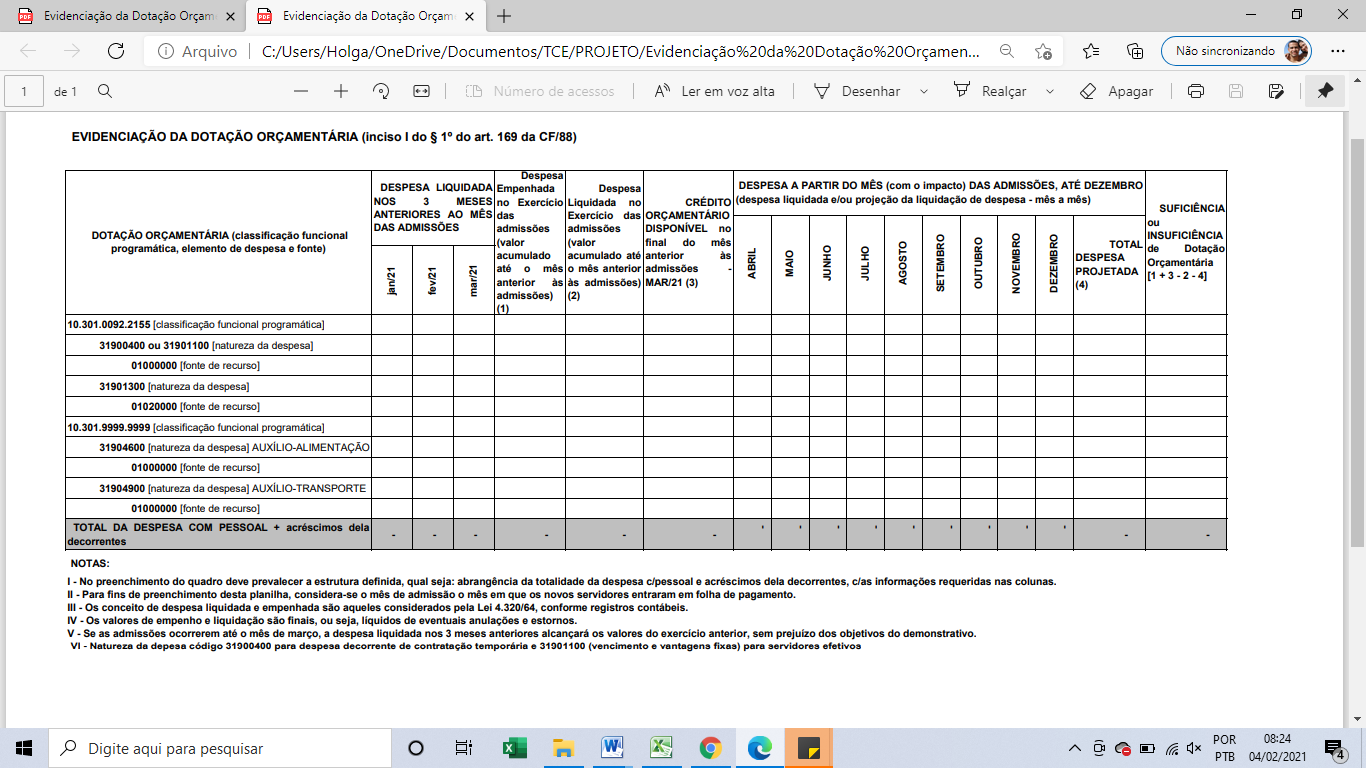 Evidenciação da Dotação Orçam
Evidenciação da Dotação Orçame
Arquivo
C:/Users/Holga/OneDrive/Documentos/TCE/PROJETO/Evidenciação%20da%20Dotação%20Orçamen...
Não sincronizando
1
de 1
Número de acessos
Ler em voz alta
Desenhar
Realçar
Apagar
EVIDENCIAÇÃO DA DOTAÇÃO ORÇAMENTÁRIA (inciso I do § 1º do art. 169 da CF/88)
DOTAÇÃO ORÇAMENTÁRIA (classificação funcional
programática, elemento de despesa e fonte)
DESPESA LIQUIDADA
NOS 3 MESES
ANTERIORES AO MÊS
DAS ADMISSÕES
jan/21
fev/21
mar/21
Despesa
Empenhada
no Exercício
das
admissões
(valor
acumulado
até o mês
anterior às
admissões)
(1)
Despesa
Liquidada no
Exercício das
admissões
(valor
acumulado até
o mês anterior
às admissões)
(2)
CRÉDITO
ORÇAMENTÁRIO
DISPONÍVEL no
final do mês
anterior às
admissões -
MAR/21 (3)
DESPESA A PARTIR DO MÊS (com o impacto) DAS ADMISSÕES, ATÉ DEZEMBRO
(despesa liquidada e/ou projeção da liquidação de despesa - mês a mês)
ABRIL
MAIO
JUNHO
JULHO
AGOSTO
SETEMBRO
OUTUBRO
NOVEMBRO
DEZEMBRO
TOTAL
DESPESA
PROJETADA
(4)
SUFICIÊNCIA
ou
INSUFICIÊNCIA
de Dotação
Orçamentária
[1 + 3 - 2 - 4]
10.301.0092.2155 [classificação funcional programática]
31900400 ou 31901100 [natureza da despesa]
01000000 [fonte de recurso]
31901300 [natureza da despesa]
01020000 [fonte de recurso]
10.301.9999.9999 [classificação funcional programática]
31904600 [natureza da despesa] AUXÍLIO-ALIMENTAÇÃO
01000000 [fonte de recurso]
31904900 [natureza da despesa] AUXÍLIO-TRANSPORTE
01000000 [fonte de recurso]
TOTAL DA DESPESA COM PESSOAL + acréscimos dela
decorrentes
- - - - - - ' ' ' ' ' ' ' ' ' - -
NOTAS:
I - No preenchimento do quadro deve prevalecer a estrutura definida, qual seja: abrangência da totalidade da despesa c/pessoal e acréscimos dela decorrentes, c/as informações requeridas nas colunas.
II - Para fins de preenchimento desta planilha, considera-se o mês de admissão o mês em que os novos servidores entraram em folha de pagamento.
III - Os conceito de despesa liquidada e empenhada são aqueles considerados pela Lei 4.320/64, conforme registros contábeis.
IV - Os valores de empenho e liquidação são finais, ou seja, líquidos de eventuais anulações e estornos.
V - Se as admissões ocorrerem até o mês de março, a despesa liquidada nos 3 meses anteriores alcançará os valores do exercício anterior, sem prejuízo dos objetivos do demonstrativo.
VI - Natureza da depesa código 31900400 para despesa decorrente de contratação temporária e 31901100 (vencimento e vantagens fixas) para servidores efetivos
Digite aqui para pesquisar
POR
PTB
08:24
04/02/2021
4